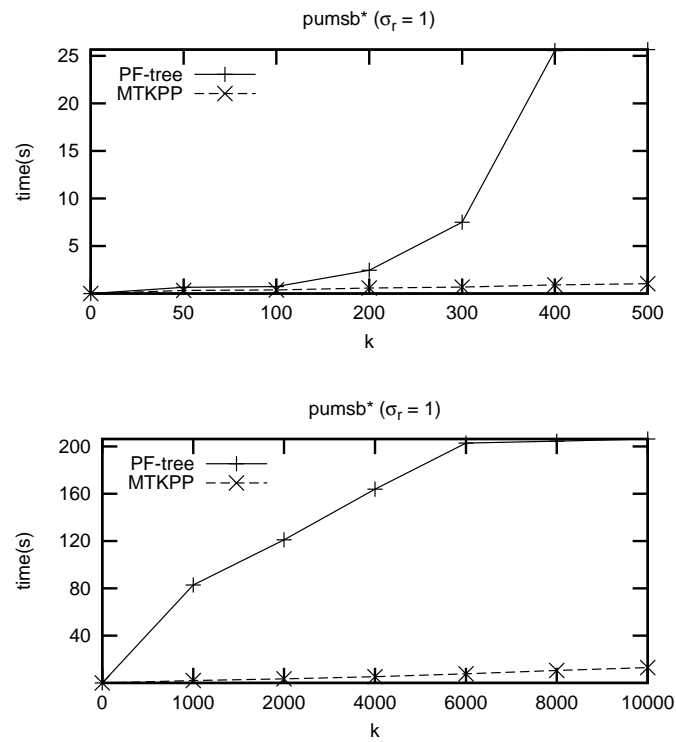 pumsb* (σr = 1)
25
20
15
10
5
time(s)
PF-tree
MTKPP
0 50 100 200 300 400 500
k
pumsb* (σr = 1)
200
160
120
80
40
time(s)
PF-tree
MTKPP
0 1000 2000 4000 6000 8000 10000
k